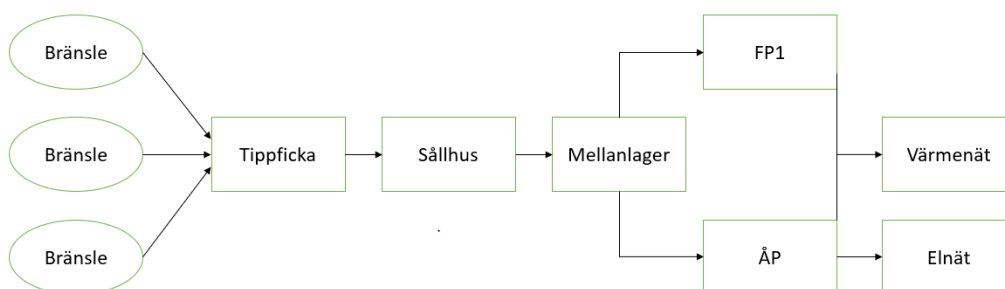 Bränsle
Bränsle
Bränsle
Tippficka
Sållhus
Mellanlager
FP1
ÅP
Värmenät
Elnät